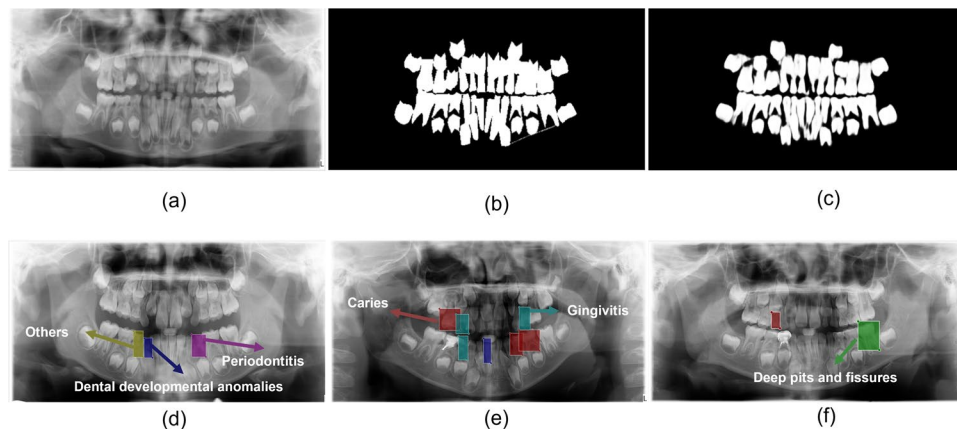 (a)
(b)
(c)
Others
Periodontitis
Dental developmental anomalies
Caries
Gingivitis
Deep pits and fissures
(d)
(e)
(f)